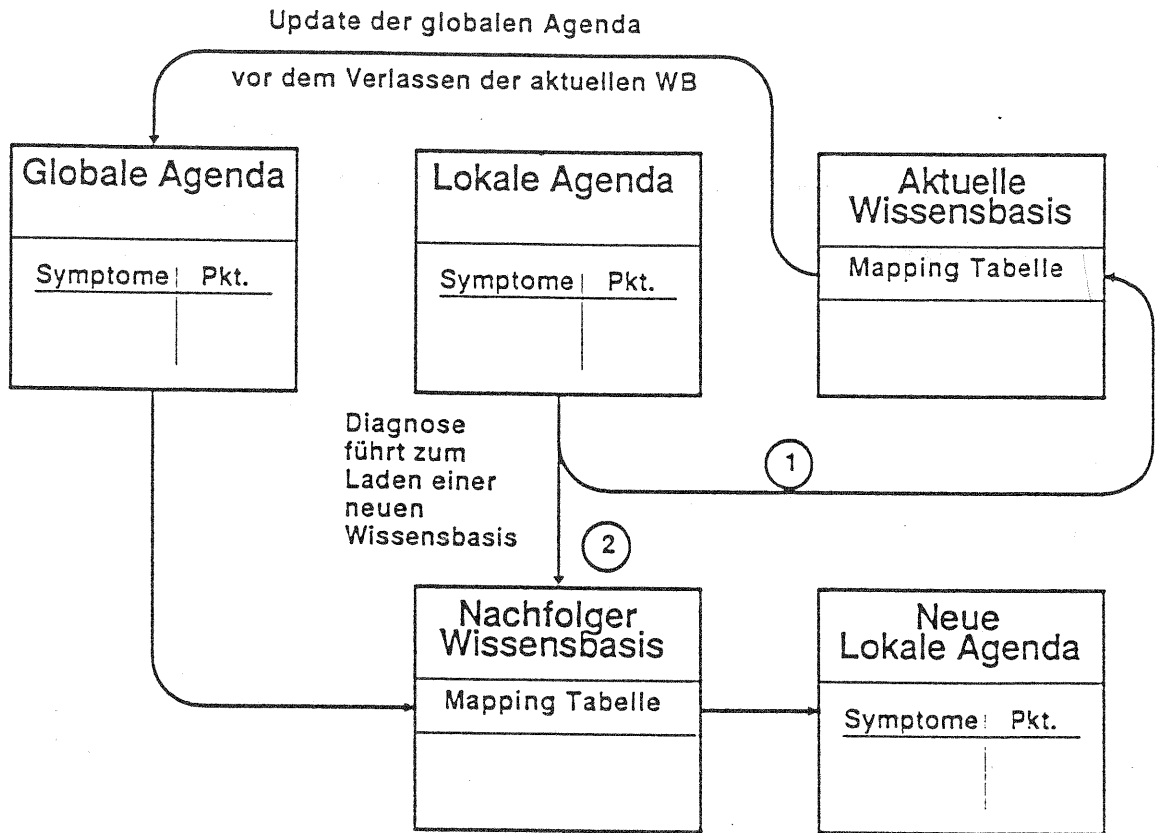 Update der globalen Agenda
vor dem Verlassen der aktuellen WB
Globale Agenda
Symptome Pkt.
Lokale Agenda
Symptome Pkt.
Aktuelle
Wissensbasis
Mapping Tabelle
Diagnose
führt zum
Laden einer
neuen
Wissensbasis
1
2
Nachfolger
Wissensbasis
Mapping Tabelle
Neue
Lokale Agenda
Symptome Pkt.